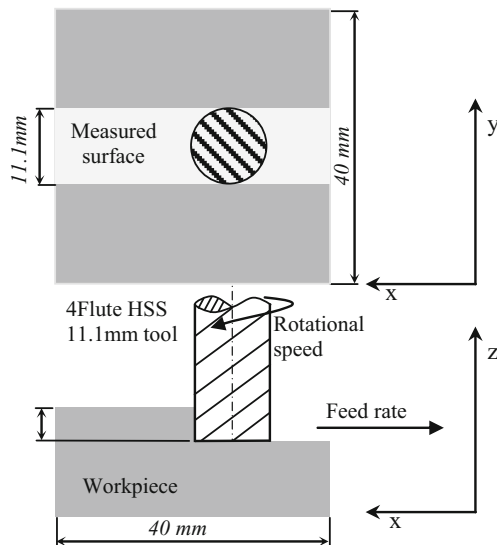 y
Measured
surface
11.1mm
40 mm
x
4Flute HSS
11.1mm tool
Rotational
speed
z
Feed rate
Workpiece
x
40 mm